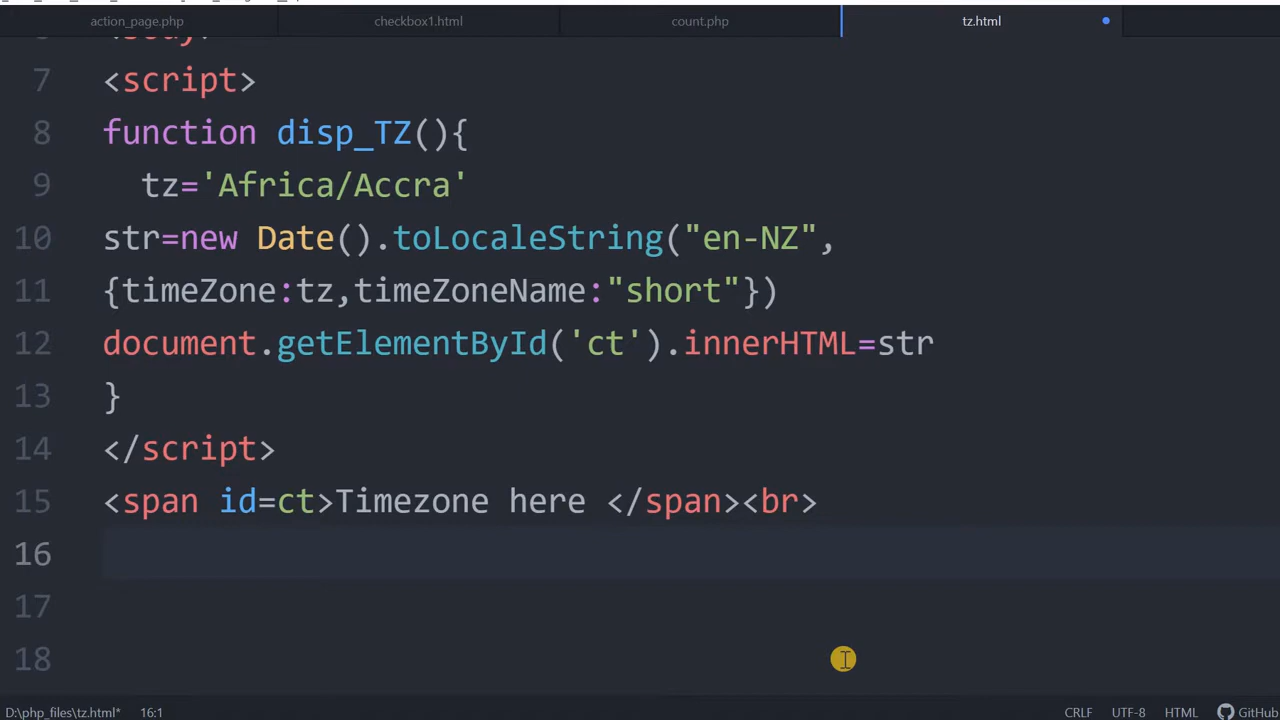 action_page.php checkbox1.html count.php tz.html
7 <script>
8 function disp_TZ(){
9 tz='Africa/Accra'
10 str=new Date().toLocaleString("en-NZ",
11 {timeZone:tz,timeZoneName:"short"})
12 document.getElementById('ct').innerHTML=str
13 }
14 </script>
15 <span id=ct>Timezone here </span><br>
16
17
18
D:\php_files\tz.html* 16:1 CRLF UTF-8 HTML GitHub